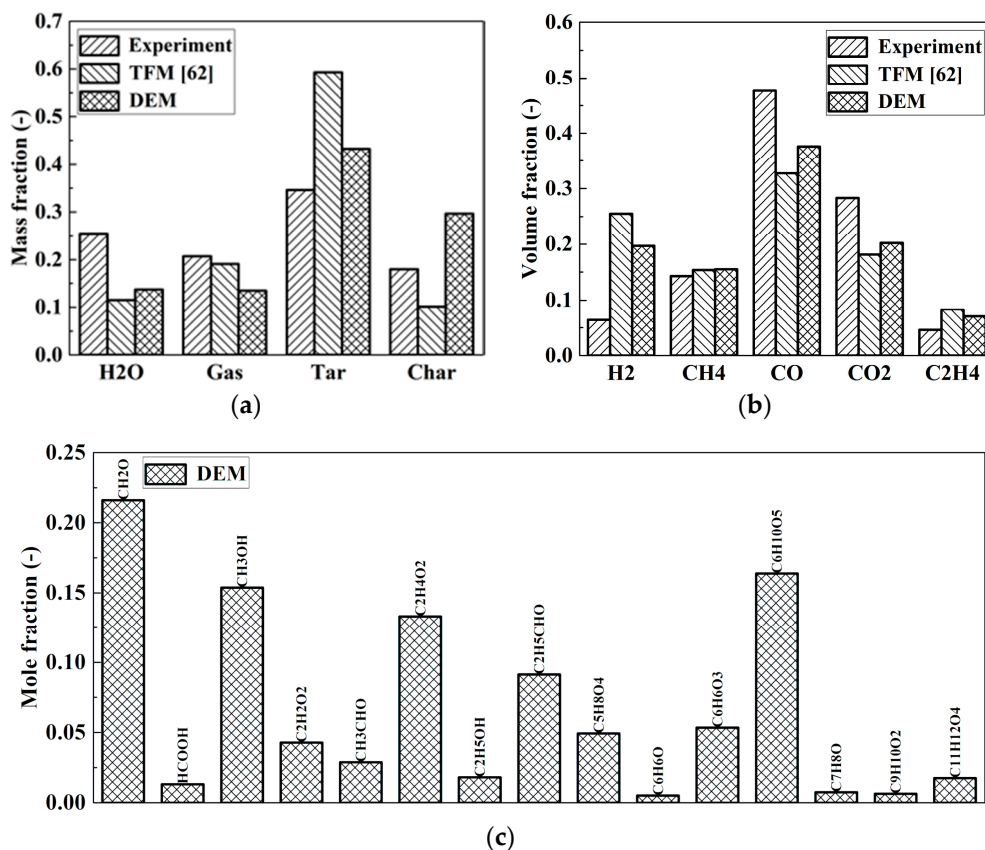 0.7
0.6
0.5
0.4
0.3
0.2
0.1
0.0
Mass fraction (-)
Experiment
TFM [62]
DEM
H2O Gas Tar Char
(a)
0.6
0.5
0.4
0.3
0.2
0.1
0.0
Volume fraction (-)
Experiment
TFM [62]
DEM
H2 CH4 CO CO2 C2H4
(b)
0.25
0.20
0.15
0.10
0.05
0.00
Mole fraction (-)
DEM
CH2O
HCOOH
CH3OH
C2H2O2
CH3CHO
C2H4O2
C2H5OH
C2H5CHO
C5H8O4
C6H6O
C6H6O3
C6H10O5
C7H8O
C9H10O2
C11H12O4
(c)